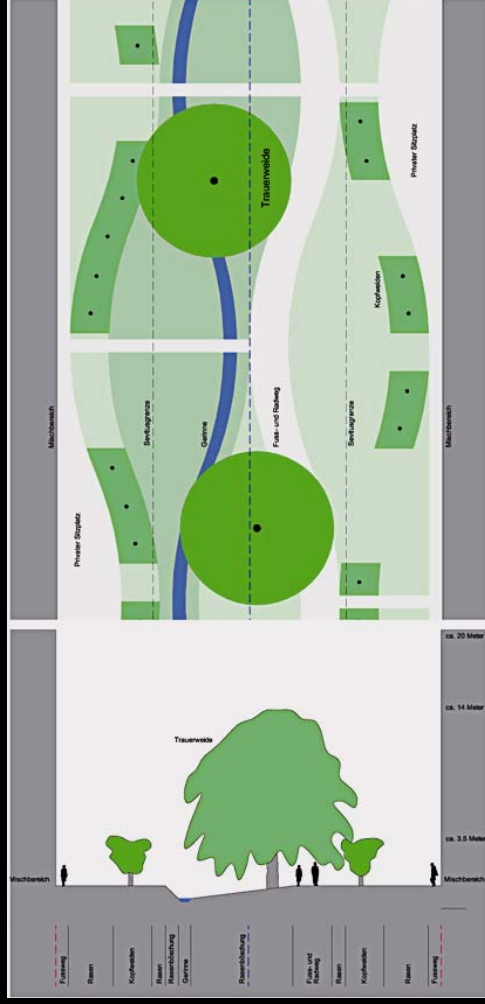 Trauerweide
Privater Sitzplatz
Kopfweiden
Mischbereich
Sevitusgrenze
Gerinne
Fuss- und Radweg
Sevitusgrenze
Mischbereich
Privater Sitzplatz
ca. 20 Meter
ca. 14 Meter
Trauerweide
ca. 3.5 Meter
Mischbereich
Mischbereich
Fussweg
Rasen
Kopfweiden
Rasen
Rasenböschung
Gerinne
Rasenböschung
Fuss- und
Radweg
Rasen
Kopfweiden
Rasen
Fussweg